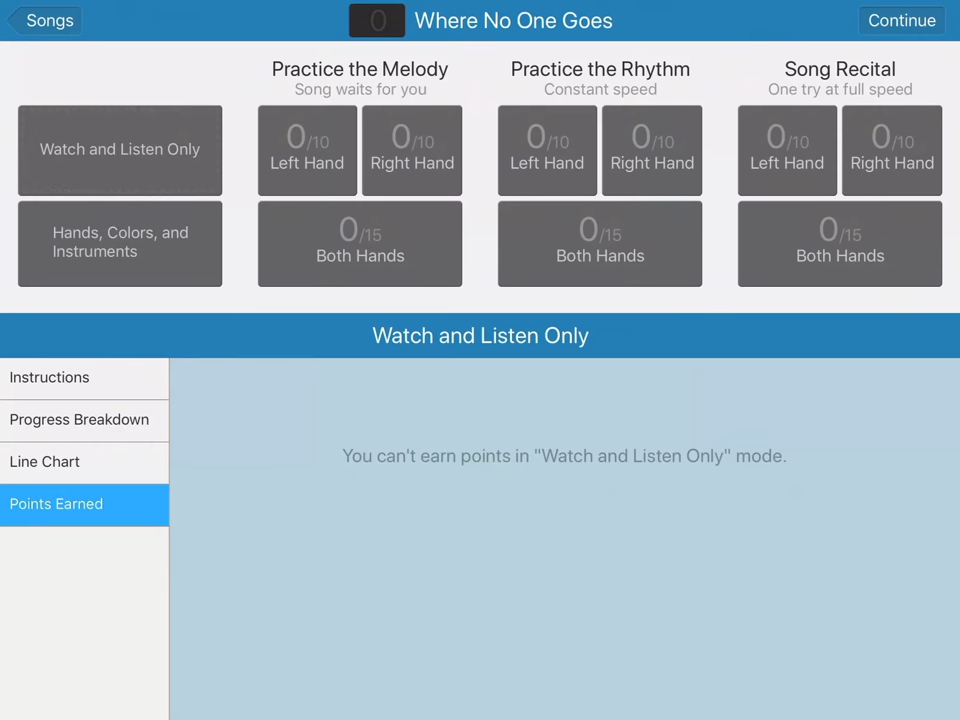 Songs
0
Where No One Goes
Continue
Practice the Melody
Song waits for you
Practice the Rhythm
Constant speed
Song Recital
One try at full speed
Watch and Listen Only
0/10
Left Hand
0/10
Right Hand
0/10
Left Hand
0/10
Right Hand
0/10
Left Hand
0/10
Right Hand
Hands, Colors, and
Instruments
0/15
Both Hands
0/15
Both Hands
0/15
Both Hands
Watch and Listen Only
Instructions
Progress Breakdown
Line Chart
Points Earned
You can't earn points in "Watch and Listen Only" mode.